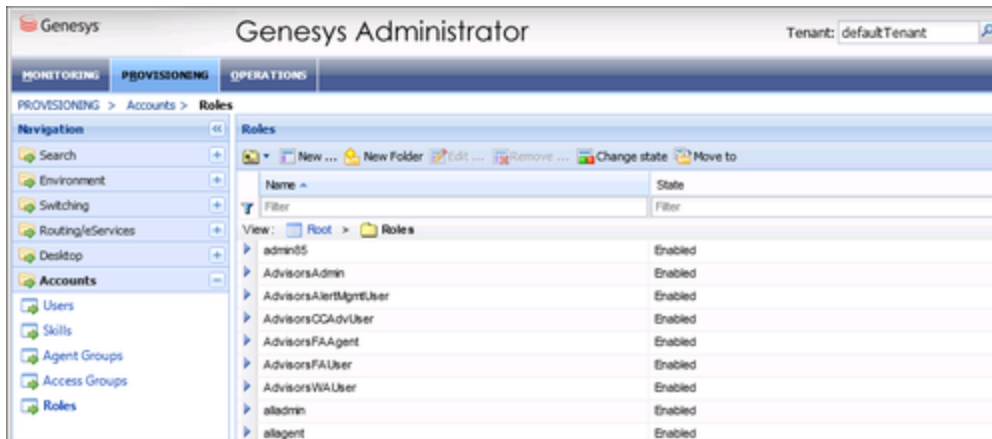 Genesys
Genesys Administrator
Tenant: defaultTenant
MONITORING PROVISIONING OPERATIONS
PROVISIONING > Accounts > Roles
Navigation
Search
Environment
Switching
Routing/eServices
Desktop
Accounts
Users
Skills
Agent Groups
Access Groups
Roles
Roles
New ... New Folder Edit ... Remove ... Change state Move to
Name State
Filter Filter
View: Root > Roles
admin85 Enabled
AdvisorsAdmin Enabled
AdvisorsAlertMgmtUser Enabled
AdvisorsCCAdvUser Enabled
AdvisorsFAAgent Enabled
AdvisorsFAUser Enabled
AdvisorsWAUser Enabled
alladmin Enabled
allagent Enabled